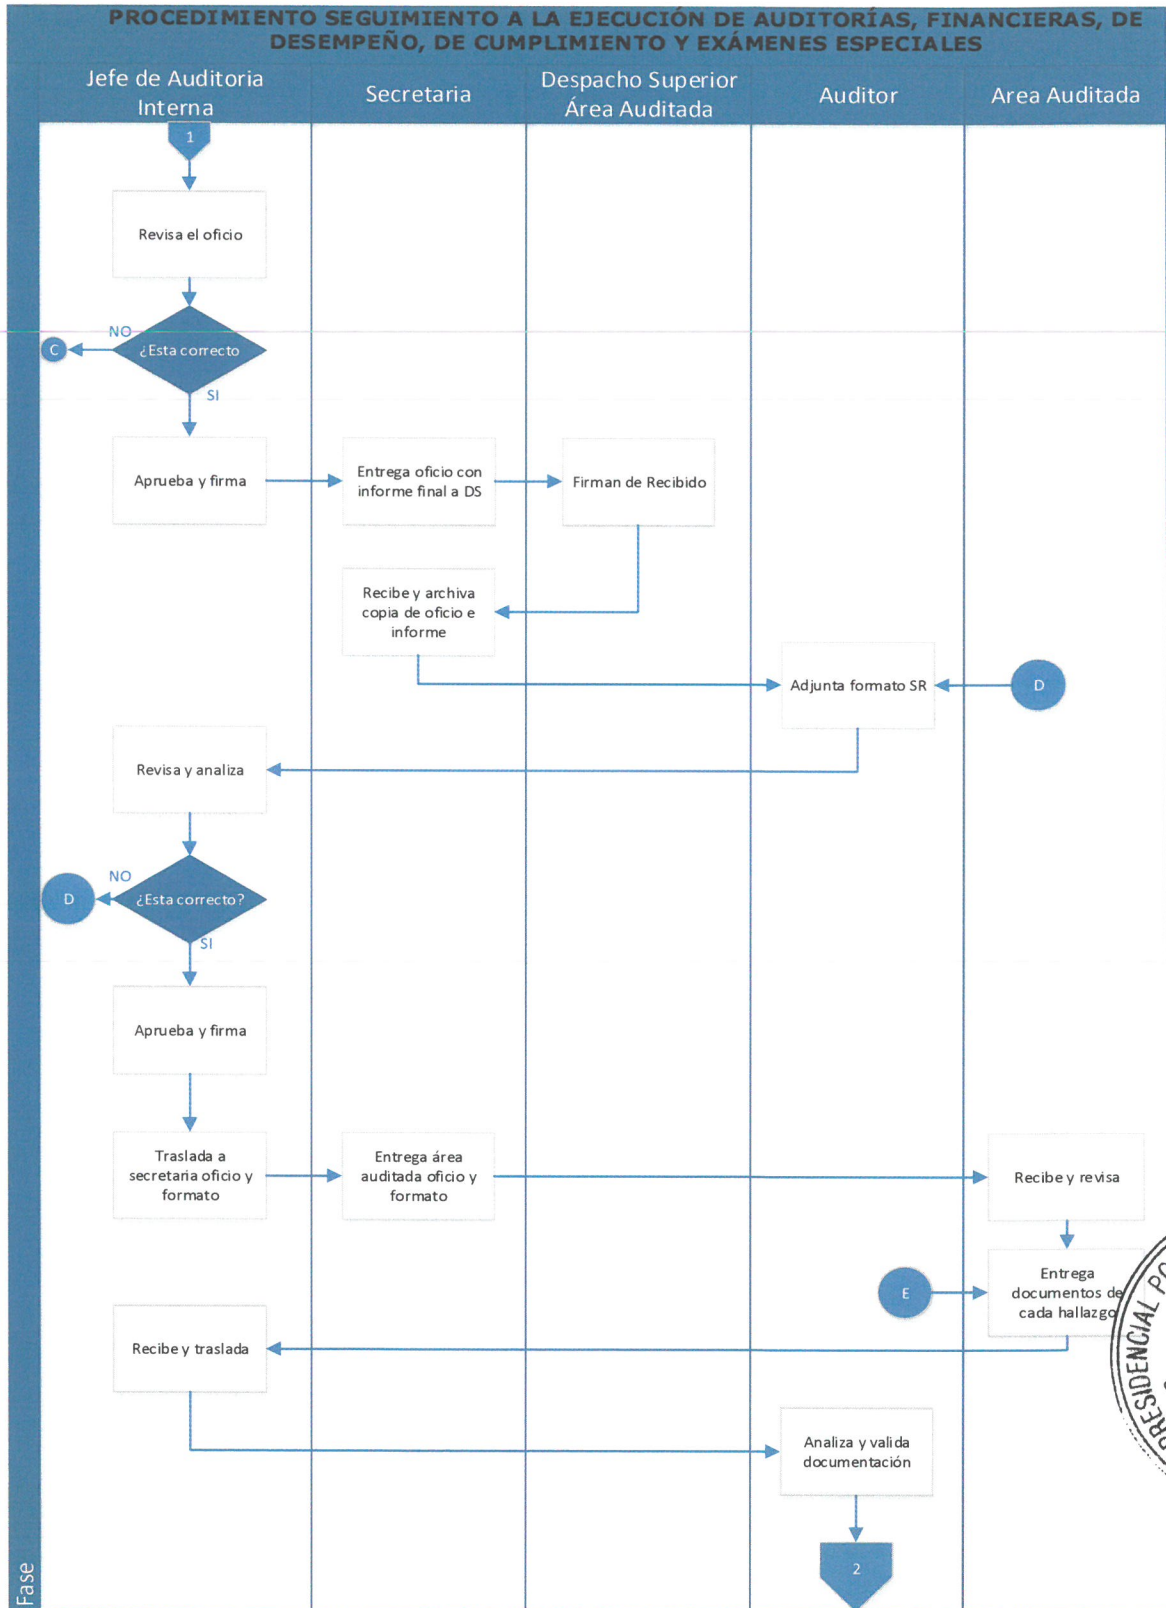 PROCEDIMIENTO SEGUIMIENTO A LA EJECUCIÓN DE AUDITORÍAS, FINANCIERAS, DE
DESEMPEÑO, DE CUMPLIMIENTO Y EXÁMENES ESPECIALES
Jefe de Auditoria
Interna
Secretaria
Despacho Superior
Área Auditada
Auditor
Area Auditada
1
Revisa el oficio
NO
C
¿Esta correcto
SI
Aprueba y firma
Entrega oficio con
informe final a DS
Firman de Recibido
Recibe y archiva
copia de oficio e
informe
Adjunta formato SR
D
Revisa y analiza
NO
D
¿Esta correcto?
SI
Aprueba y firma
Traslada a
secretaria oficio y
formato
Entrega área
auditada oficio y
formato
Recibe y revisa
E
Entrega
documentos de
cada hallazgo
Recibe y traslada
Analiza y valida
documentación
2
Fase